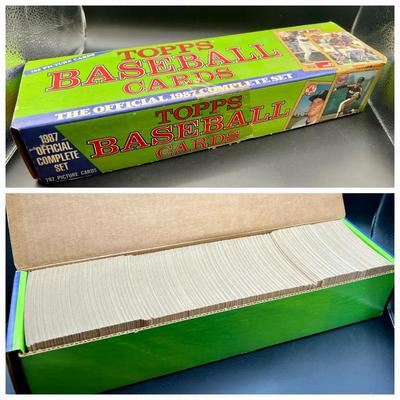 792 PICTURE CARDS
TOPPS
BASEBALL
CARDS
THE OFFICIAL 1987 COMPLETE SET
1987
OFFICIAL
COMPLETE
SET
792 PICTURE CARDS
TOPPS
BASEBALL
CARDS